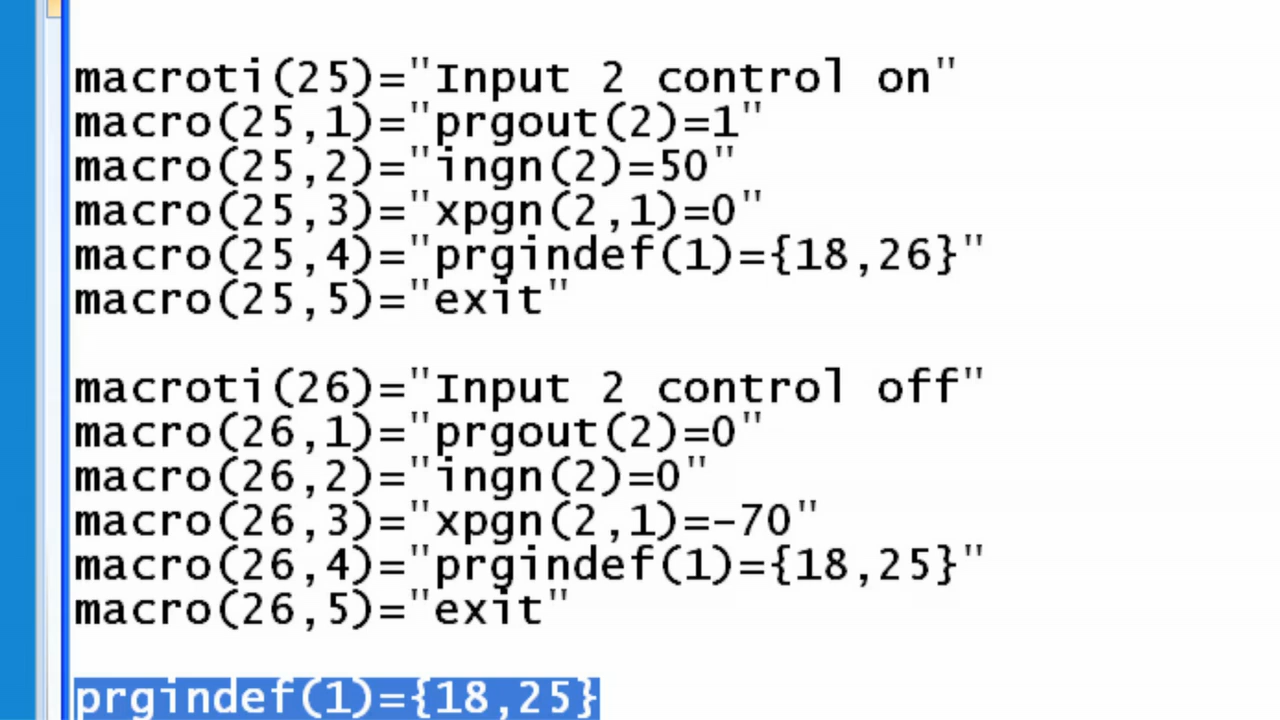 macroti(25)="Input 2 control on"
macro(25,1)="prgout(2)=1"
macro(25,2)="ingn(2)=50"
macro(25,3)="xpgn(2,1)=0"
macro(25,4)="prgindef(1)={18,26}"
macro(25,5)="exit"
macroti(26)="Input 2 control off"
macro(26,1)="prgout(2)=0"
macro(26,2)="ingn(2)=0"
macro(26,3)="xpgn(2,1)=-70"
macro(26,4)="prgindef(1)={18,25}"
macro(26,5)="exit"
prgindef(1)={18,25}